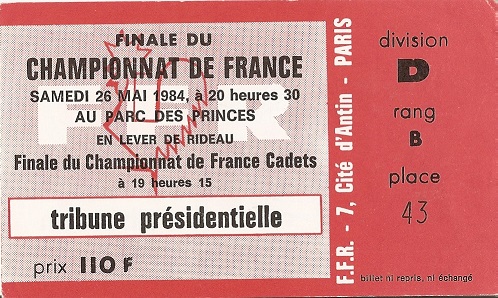 FINALE DU
CHAMPIONNAT DE FRANCE
SAMEDI 26 MAI 1984, à 20 heures 30
AU PARC DES PRINCES
EN LEVER DE RIDEAU
Finale du Championnat de France Cadets
à 19 heures 15
tribune présidentielle
prix 110 F
FFR
F.F.R. - 7, Cité d'Antin - PARIS
division
D
rang
B
place
43
billet ni repris, ni échangé